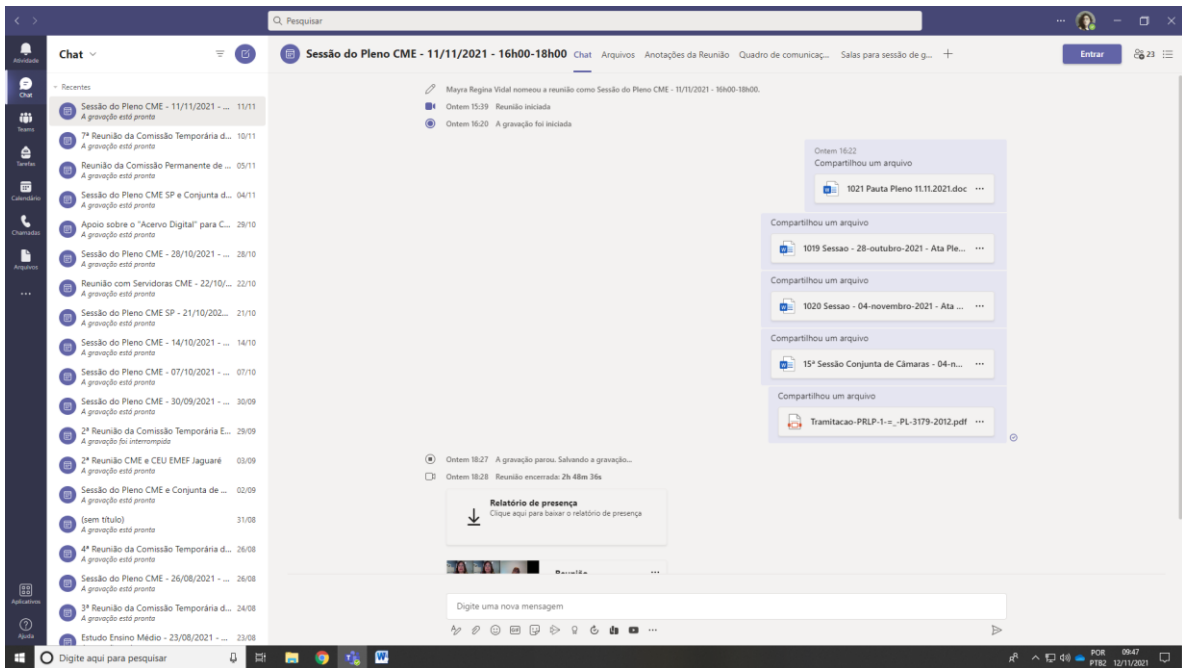 Pesquisar
Atividade
Chat
Teams
Tarefas
Calendário
Chamadas
Arquivos
Aplicativos
Ajuda
Chat
Recentes
Sessão do Pleno CME - 11/11/2021 - ... 11/11
A gravação está pronta
7ª Reunião da Comissão Temporária d... 10/11
A gravação está pronta
Reunião da Comissão Permanente de ... 05/11
A gravação está pronta
Sessão do Pleno CME SP e Conjunta d... 04/11
A gravação está pronta
Apoio sobre o "Acervo Digital" para C... 29/10
A gravação está pronta
Sessão do Pleno CME - 28/10/2021 - ... 28/10
A gravação está pronta
Reunião com Servidoras CME - 22/10/... 22/10
A gravação está pronta
Sessão do Pleno CME SP - 21/10/202... 21/10
A gravação está pronta
Sessão do Pleno CME - 14/10/2021 - ... 14/10
A gravação está pronta
Sessão do Pleno CME - 07/10/2021 - ... 07/10
A gravação está pronta
Sessão do Pleno CME - 30/09/2021 - ... 30/09
A gravação está pronta
2ª Reunião da Comissão Temporária E... 29/09
A gravação foi interrompida
2ª Reunião CME e CEU EMEF Jaguaré 03/09
A gravação está pronta
Sessão do Pleno CME e Conjunta de ... 02/09
A gravação está pronta
(sem título) 31/08
A gravação está pronta
4ª Reunião da Comissão Temporária d... 26/08
A gravação está pronta
Sessão do Pleno CME - 26/08/2021 - ... 26/08
A gravação está pronta
3ª Reunião da Comissão Temporária d... 24/08
A gravação está pronta
Estudo Ensino Médio - 23/08/2021 - ... 23/08
Sessão do Pleno CME - 11/11/2021 - 16h00-18h00 Chat Arquivos Anotações da Reunião Quadro de comunicaç... Salas para sessão de g... Entrar 23
Mayra Regina Vidal nomeou a reunião como Sessão do Pleno CME - 11/11/2021 - 16h00-18h00.
Ontem 15:39 Reunião iniciada
Ontem 16:20 A gravação foi iniciada
Ontem 16:22
Compartilhou um arquivo
1021 Pauta Pleno 11.11.2021.doc ...
Compartilhou um arquivo
1019 Sessao - 28-outubro-2021 - Ata Ple... ...
Compartilhou um arquivo
1020 Sessao - 04-novembro-2021 - Ata ... ...
Compartilhou um arquivo
15ª Sessão Conjunta de Câmaras - 04-n... ...
Compartilhou um arquivo
Tramitacao-PRLP-1-=_-PL-3179-2012.pdf ...
Ontem 18:27 A gravação parou. Salvando a gravação...
Ontem 18:28 Reunião encerrada: 2h 48m 36s
Relatório de presença
Clique aqui para baixar o relatório de presença
Reunião ...
Digite uma nova mensagem
GIF
Digite aqui para pesquisar
POR 09:47
PTB2 12/11/2021